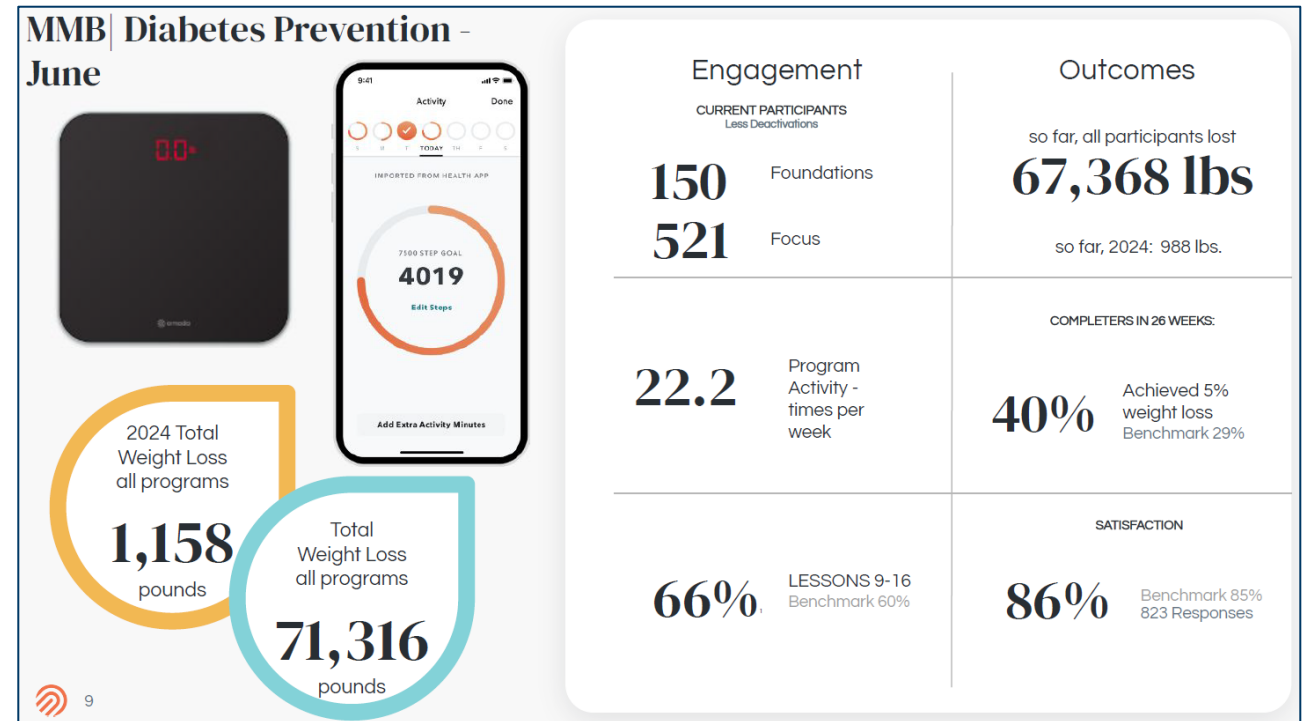 MMB| Diabetes Prevention -
June
0.0
omada
9:41
Activity
Done
S M T TODAY TH F S
IMPORTED FROM HEALTH APP
7500 STEP GOAL
4019
Edit Steps
Add Extra Activity Minutes
2024 Total
Weight Loss
all programs
1,158
pounds
Total
Weight Loss
all programs
71,316
pounds
9
Engagement
CURRENT PARTICIPANTS
Less Deactivations
150 Foundations
521 Focus
22.2
Program
Activity -
times per
week
66%
LESSONS 9-16
Benchmark 60%
Outcomes
so far, all participants lost
67,368 lbs
so far, 2024: 988 lbs.
COMPLETERS IN 26 WEEKS:
40%
Achieved 5%
weight loss
Benchmark 29%
SATISFACTION
86%
Benchmark 85%
823 Responses